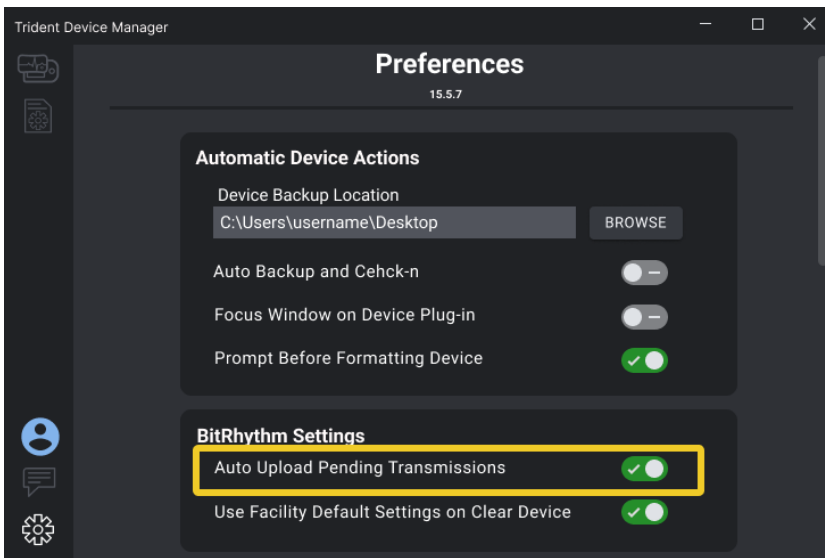 Trident Device Manager
Preferences
15.5.7
Automatic Device Actions
Device Backup Location
C:\Users\username\Desktop
BROWSE
Auto Backup and Cehck-n
Focus Window on Device Plug-in
Prompt Before Formatting Device
BitRhythm Settings
Auto Upload Pending Transmissions
Use Facility Default Settings on Clear Device